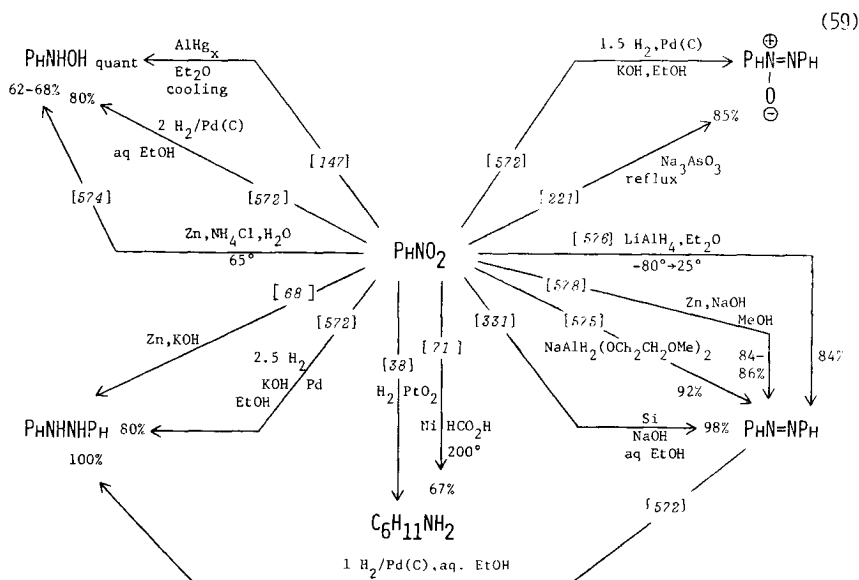 (59)
PHNHOH quant
62-68% 80%
AlHgₓ
Et₂O
cooling
2 H₂/Pd(C)
aq EtOH
[147]
[572]
[574]
Zn,NH₄Cl,H₂O
65°
1.5 H₂,Pd(C)
KOH,EtOH
⊕
PHN=NPH
O
⊖
85%
[572]
[221]
Na₃AsO₃
reflux
PHNO₂
[576] LiAlH₄,Et₂O
-80°→25°
[578]
Zn,NaOH
MeOH
[575]
NaAlH₂(OCH₂CH₂OMe)₂
84-
86%
84%
92%
[68]
Zn,KOH
[572]
2.5 H₂
KOH Pd
EtOH
[38]
H₂ PtO₂
[71]
Ni HCO₂H
200°
67%
[331]
Si
NaOH
aq EtOH
98% PHN=NPH
PHNHNHPH 80%
100%
C₆H₁₁NH₂
[572]
1 H₂/Pd(C),aq. EtOH